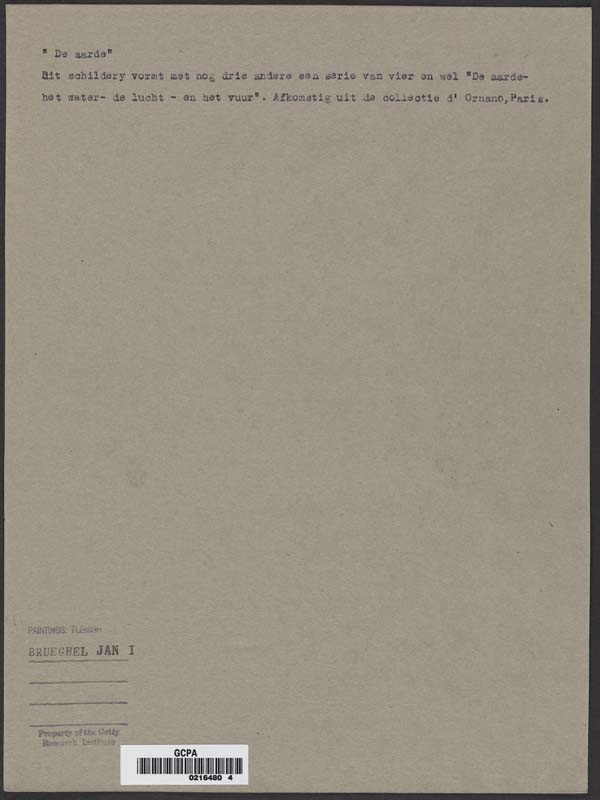 " De aarde"
Dit schildery vormt met nog drie andere een serie van vier en wel "De aarde-
het water- de lucht - en het vuur". Afkomstig uit de collectie d' Ornano,Paris.
PAINTINGS: Flemish
BRUEGHEL JAN I
Property of the Getty
Research Institute
GCPA
0216480 4